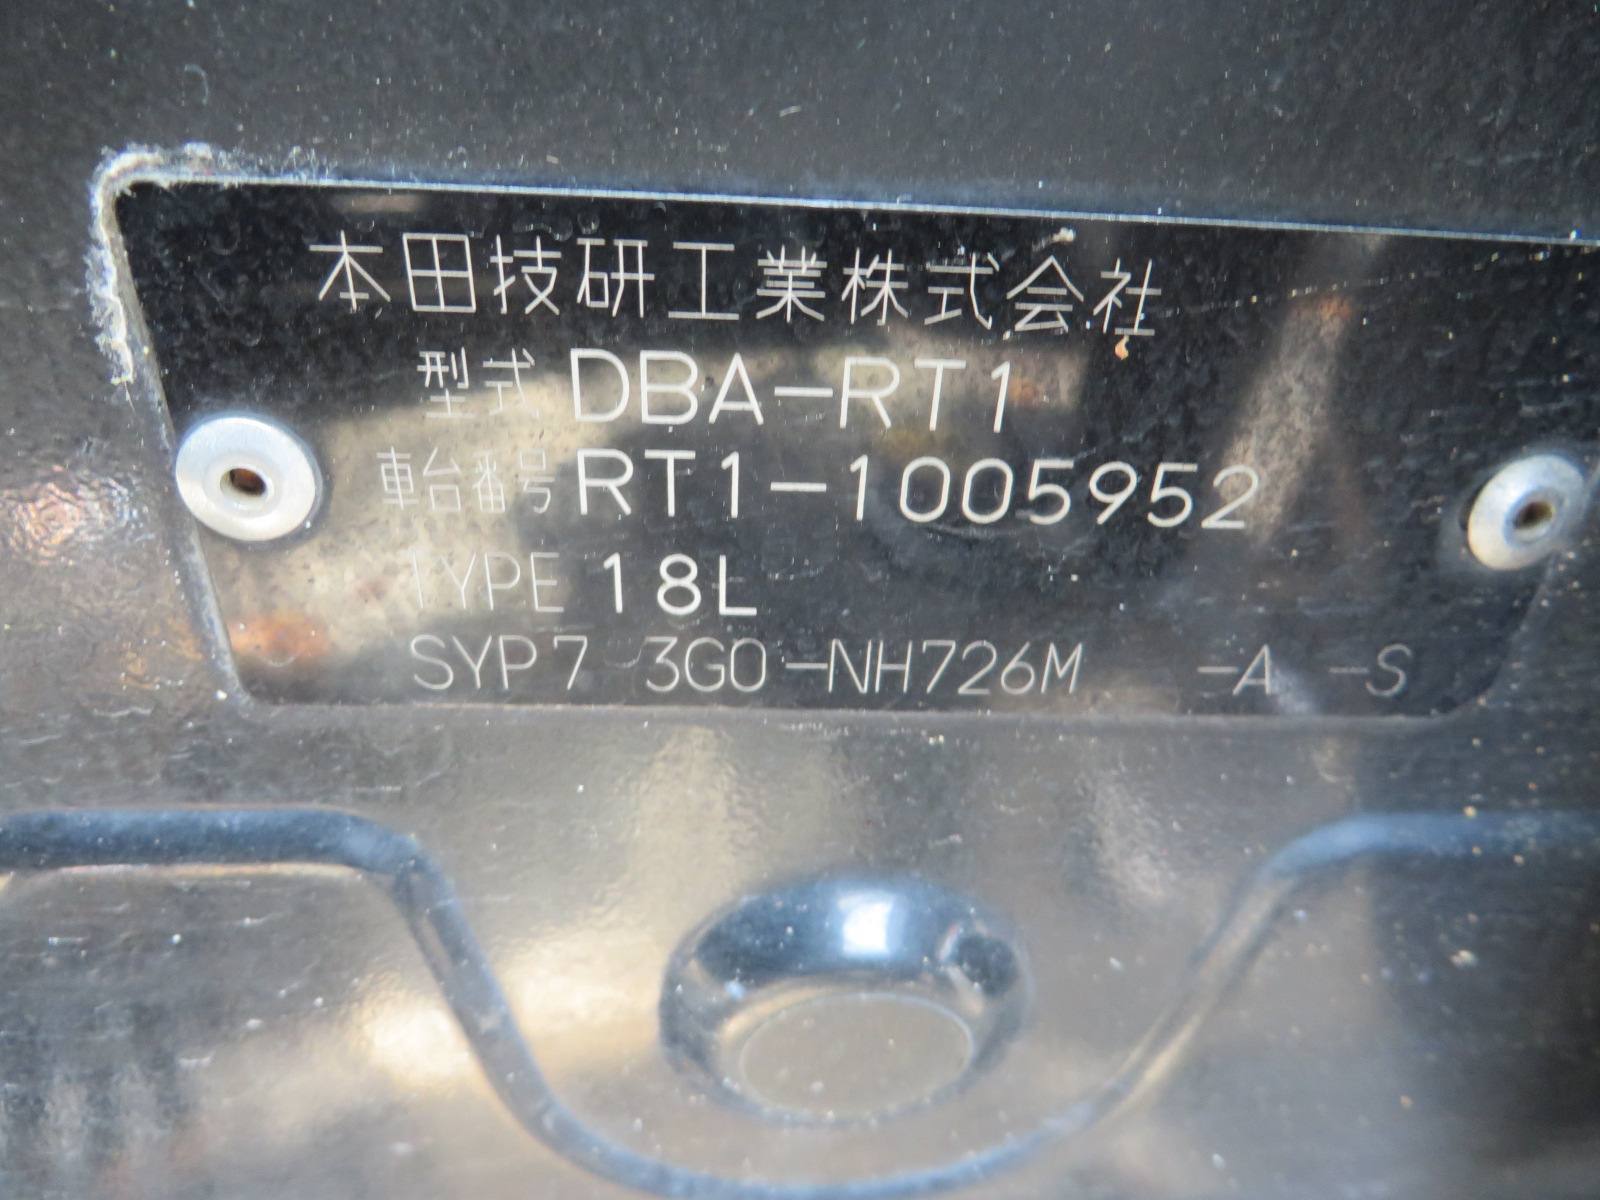 本田技研工業株式会社
型式 DBA-RT1
車台番号 RT1-1005952
TYPE 18L
SYP7 3G0-NH726M -A -S